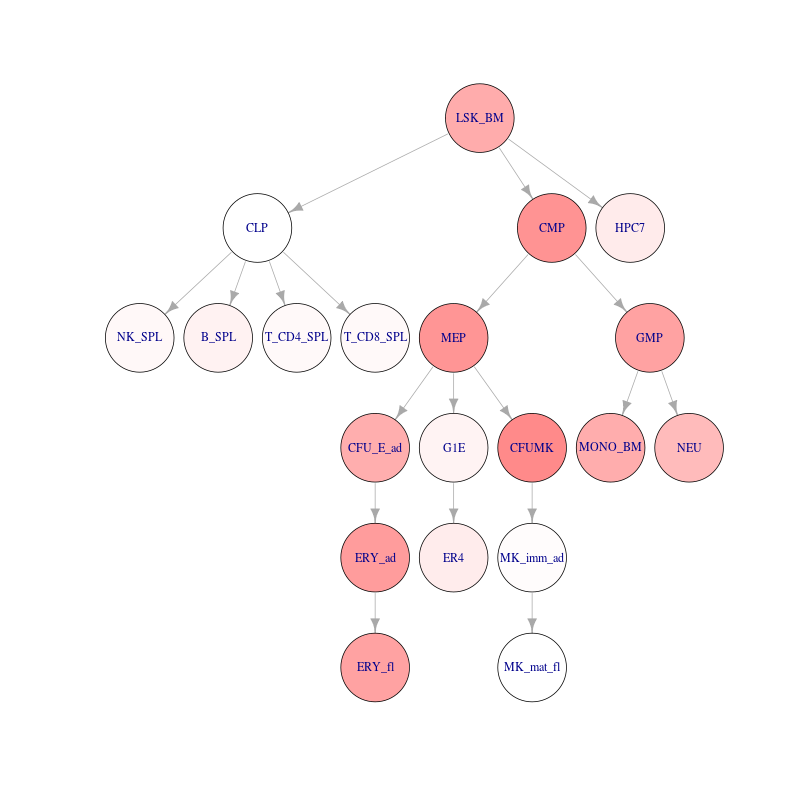 LSK_BM
CLP
CMP
HPC7
NK_SPL
B_SPL
T_CD4_SPL
T_CD8_SPL
MEP
GMP
CFU_E_ad
G1E
CFUMK
MONO_BM
NEU
ERY_ad
ER4
MK_imm_ad
ERY_fl
MK_mat_fl